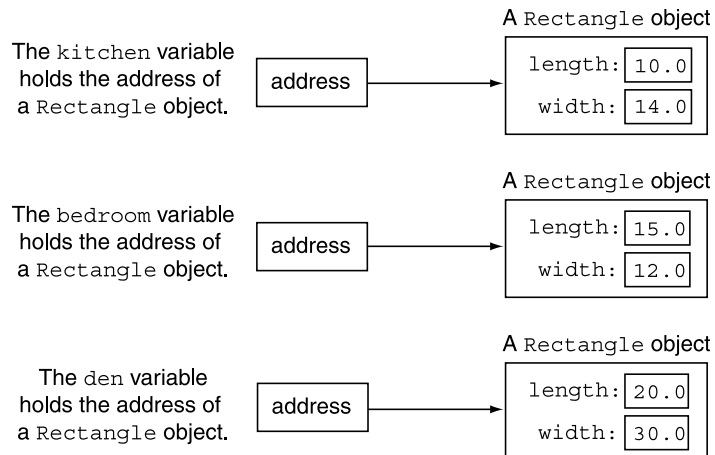 A Rectangle object
The kitchen variable
holds the address of
a Rectangle object.
address
length: 10.0
width: 14.0
A Rectangle object
The bedroom variable
holds the address of
a Rectangle object.
address
length: 15.0
width: 12.0
A Rectangle object
The den variable
holds the address of
a Rectangle object.
address
length: 20.0
width: 30.0